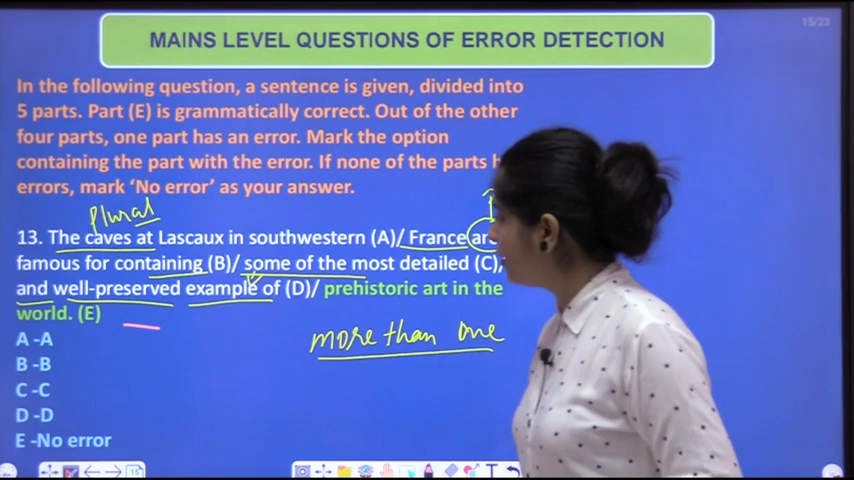 15/23
MAINS LEVEL QUESTIONS OF ERROR DETECTION
In the following question, a sentence is given, divided into
5 parts. Part (E) is grammatically correct. Out of the other
four parts, one part has an error. Mark the option
containing the part with the error. If none of the parts
errors, mark ‘No error’ as your answer.
plural
13. The caves at Lascaux in southwestern (A)/ France are
famous for containing (B)/ some of the most detailed (C),
and well-preserved example of (D)/ prehistoric art in the
world. (E)
more than one
A -A
B -B
C -C
D -D
E -No error
15
T